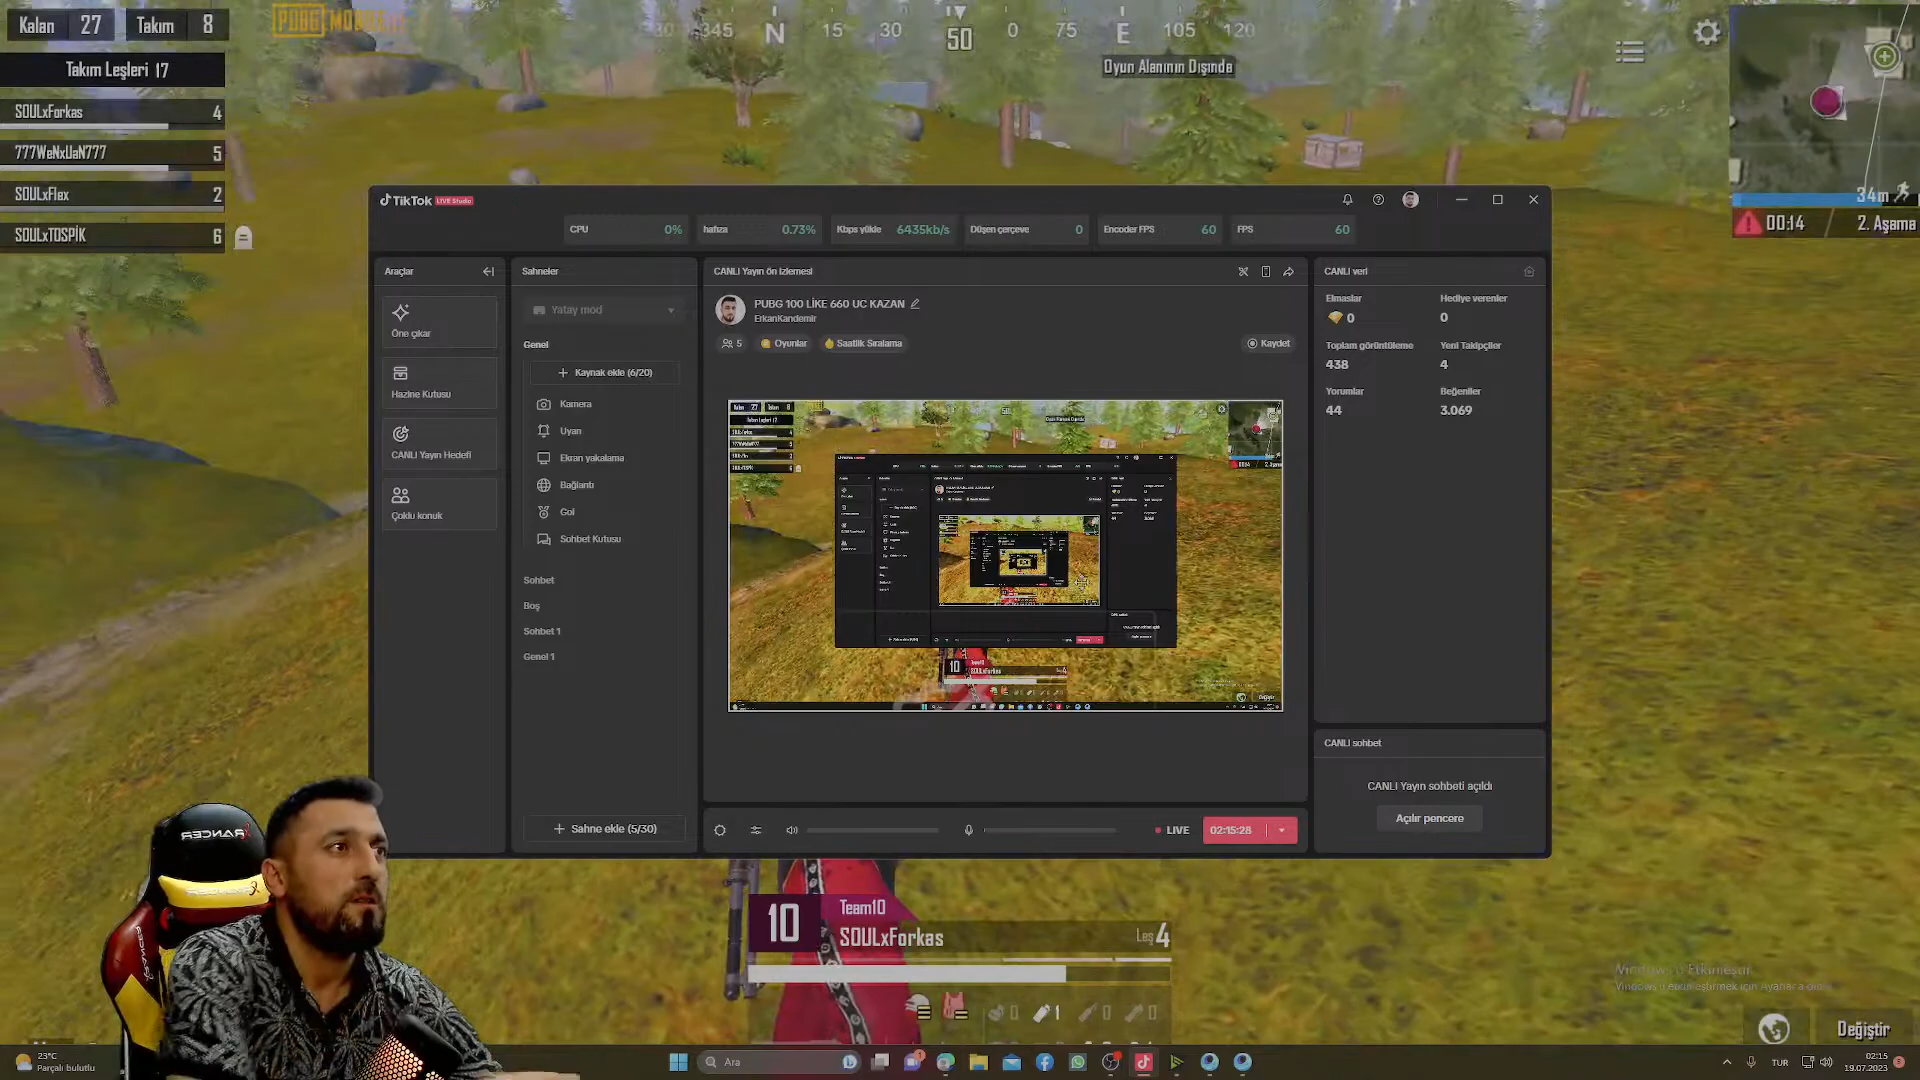 Kalan 27 Takım 8
Takım Leşleri 17
SOULxForkas 4
777WeNxUaN777 5
SOULxFlex 2
SOULxTOSPİK 6
PUBG MOBILE
345 N 15 30 50 0 75 E 105 120
Oyun Alanının Dışında
34m
00:14 / 2. Aşama
TikTok LIVE Studio
CPU 0%
hafıza 0.73%
Kbps yükle 6435kb/s
Düşen çerçeve 0
Encoder FPS 60
FPS 60
Araçlar
Öne çıkar
Hazine Kutusu
CANLI Yayın Hedefi
Çoklu konuk
Sahneler
Yatay mod
Genel
+ Kaynak ekle (6/20)
Kamera
Uyarı
Ekran yakalama
Bağlantı
Gol
Sohbet Kutusu
Sohbet
Boş
Sohbet 1
Genel 1
+ Sahne ekle (5/30)
CANLI Yayın ön izlemesi
PUBG 100 LİKE 660 UC KAZAN
ErkanKandemir
5 Oyunlar Saatlik Sıralama
Kaydet
LIVE 02:15:28
CANLI veri
Elmaslar Hediye verenler
0 0
Toplam görüntüleme Yeni Takipçiler
438 4
Yorumlar Beğeniler
44 3.069
CANLI sohbet
CANLI Yayın sohbeti açıldı
Açılır pencere
10 Team10
SOULxForkas Leş 4
0 1 0 0
Değiştir
23°C
Parçalı bulutlu
Ara
TUR
02:15
19.07.2023